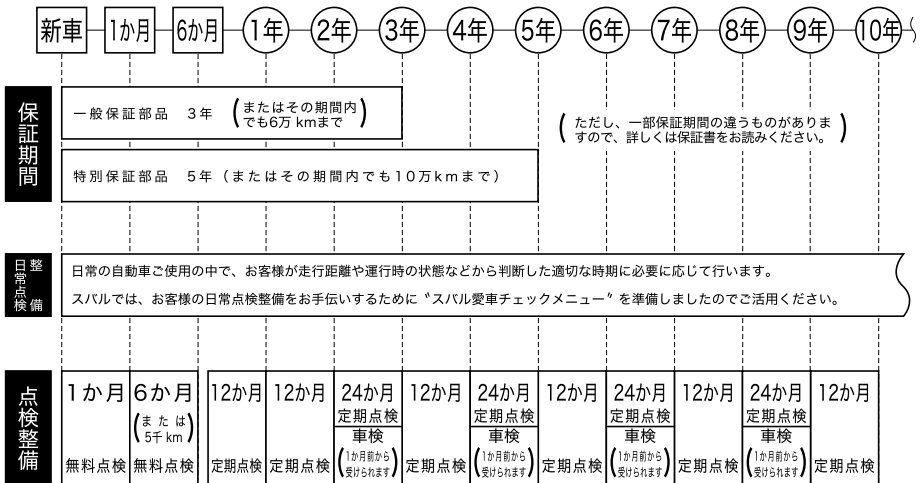 新車 1か月 6か月 1年 2年 3年 4年 5年 6年 7年 8年 9年 10年
保証期間
一般保証部品 3年 (またはその期間内
でも6万 kmまで)
(ただし、一部保証期間の違うものがありま
すので、詳しくは保証書をお読みください。)
特別保証部品 5年(またはその期間内でも10万kmまで)
日常点検
整備
日常の自動車ご使用の中で、お客様が走行距離や運行時の状態などから判断した適切な時期に必要に応じて行います。
スバルでは、お客様の日常点検整備をお手伝いするために〝スバル愛車チェックメニュー〞を準備しましたのでご活用ください。
点検整備
1か月
無料点検
6か月
(または
5千km)
無料点検
12か月
定期点検
12か月
定期点検
24か月
定期点検
車検
(1か月前から
受けられます)
12か月
定期点検
24か月
定期点検
車検
(1か月前から
受けられます)
12か月
定期点検
24か月
定期点検
車検
(1か月前から
受けられます)
12か月
定期点検
24か月
定期点検
車検
(1か月前から
受けられます)
12か月
定期点検